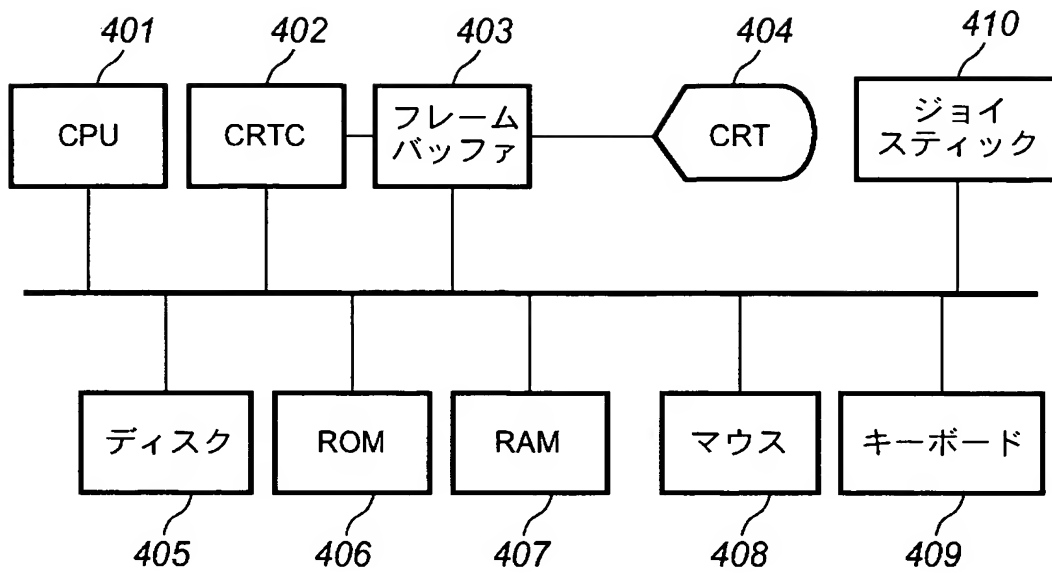 401
402
403
404
410
CPU
CRTC
フレーム
バッファ
CRT
ジョイ
スティック
ディスク
ROM
RAM
マウス
キーボード
405
406
407
408
409